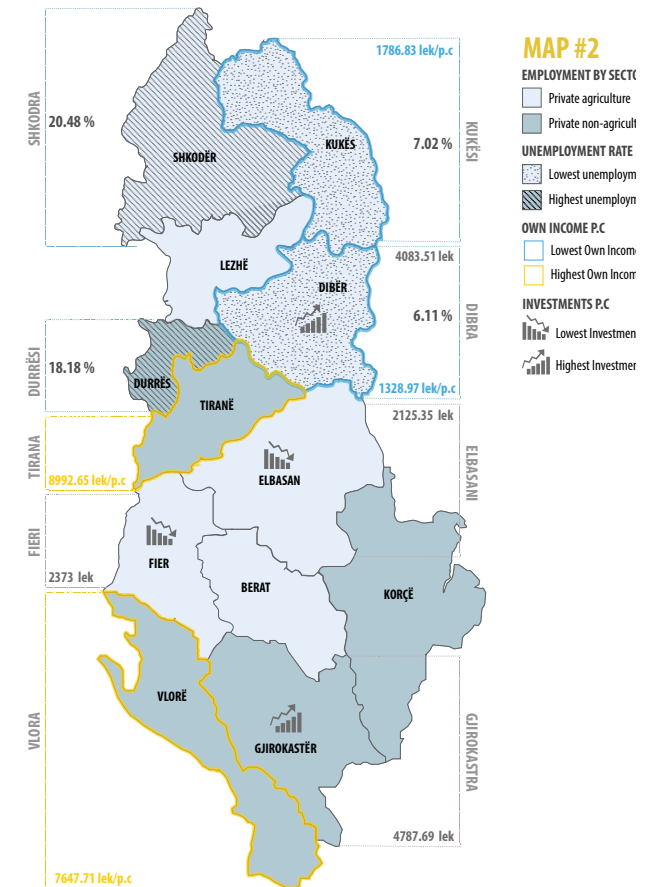 1786.83 lek/p.c
MAP #2
EMPLOYMENT BY SECTO
Private agriculture
Private non-agricult
UNEMPLOYMENT RATE
Lowest unemploym
Highest unemploym
OWN INCOME P.C
Lowest Own Incom
Highest Own Incom
INVESTMENTS P.C
Lowest Investmen
Highest Investmen
SHKODRA
20.48 %
SHKODËR
KUKËS
7.02 %
KUKËSI
LEZHË
4083.51 lek
DIBËR
6.11 %
DIBRA
1328.97 lek/p.c
DURRËSI
18.18 %
DURRËS
TIRANË
2125.35 lek
TIRANA
8992.65 lek/p.c
ELBASAN
ELBASANI
FIERI
2373 lek
FIER
BERAT
KORÇË
VLORA
VLORË
GJIROKASTËR
GJIROKASTRA
4787.69 lek
7647.71 lek/p.c